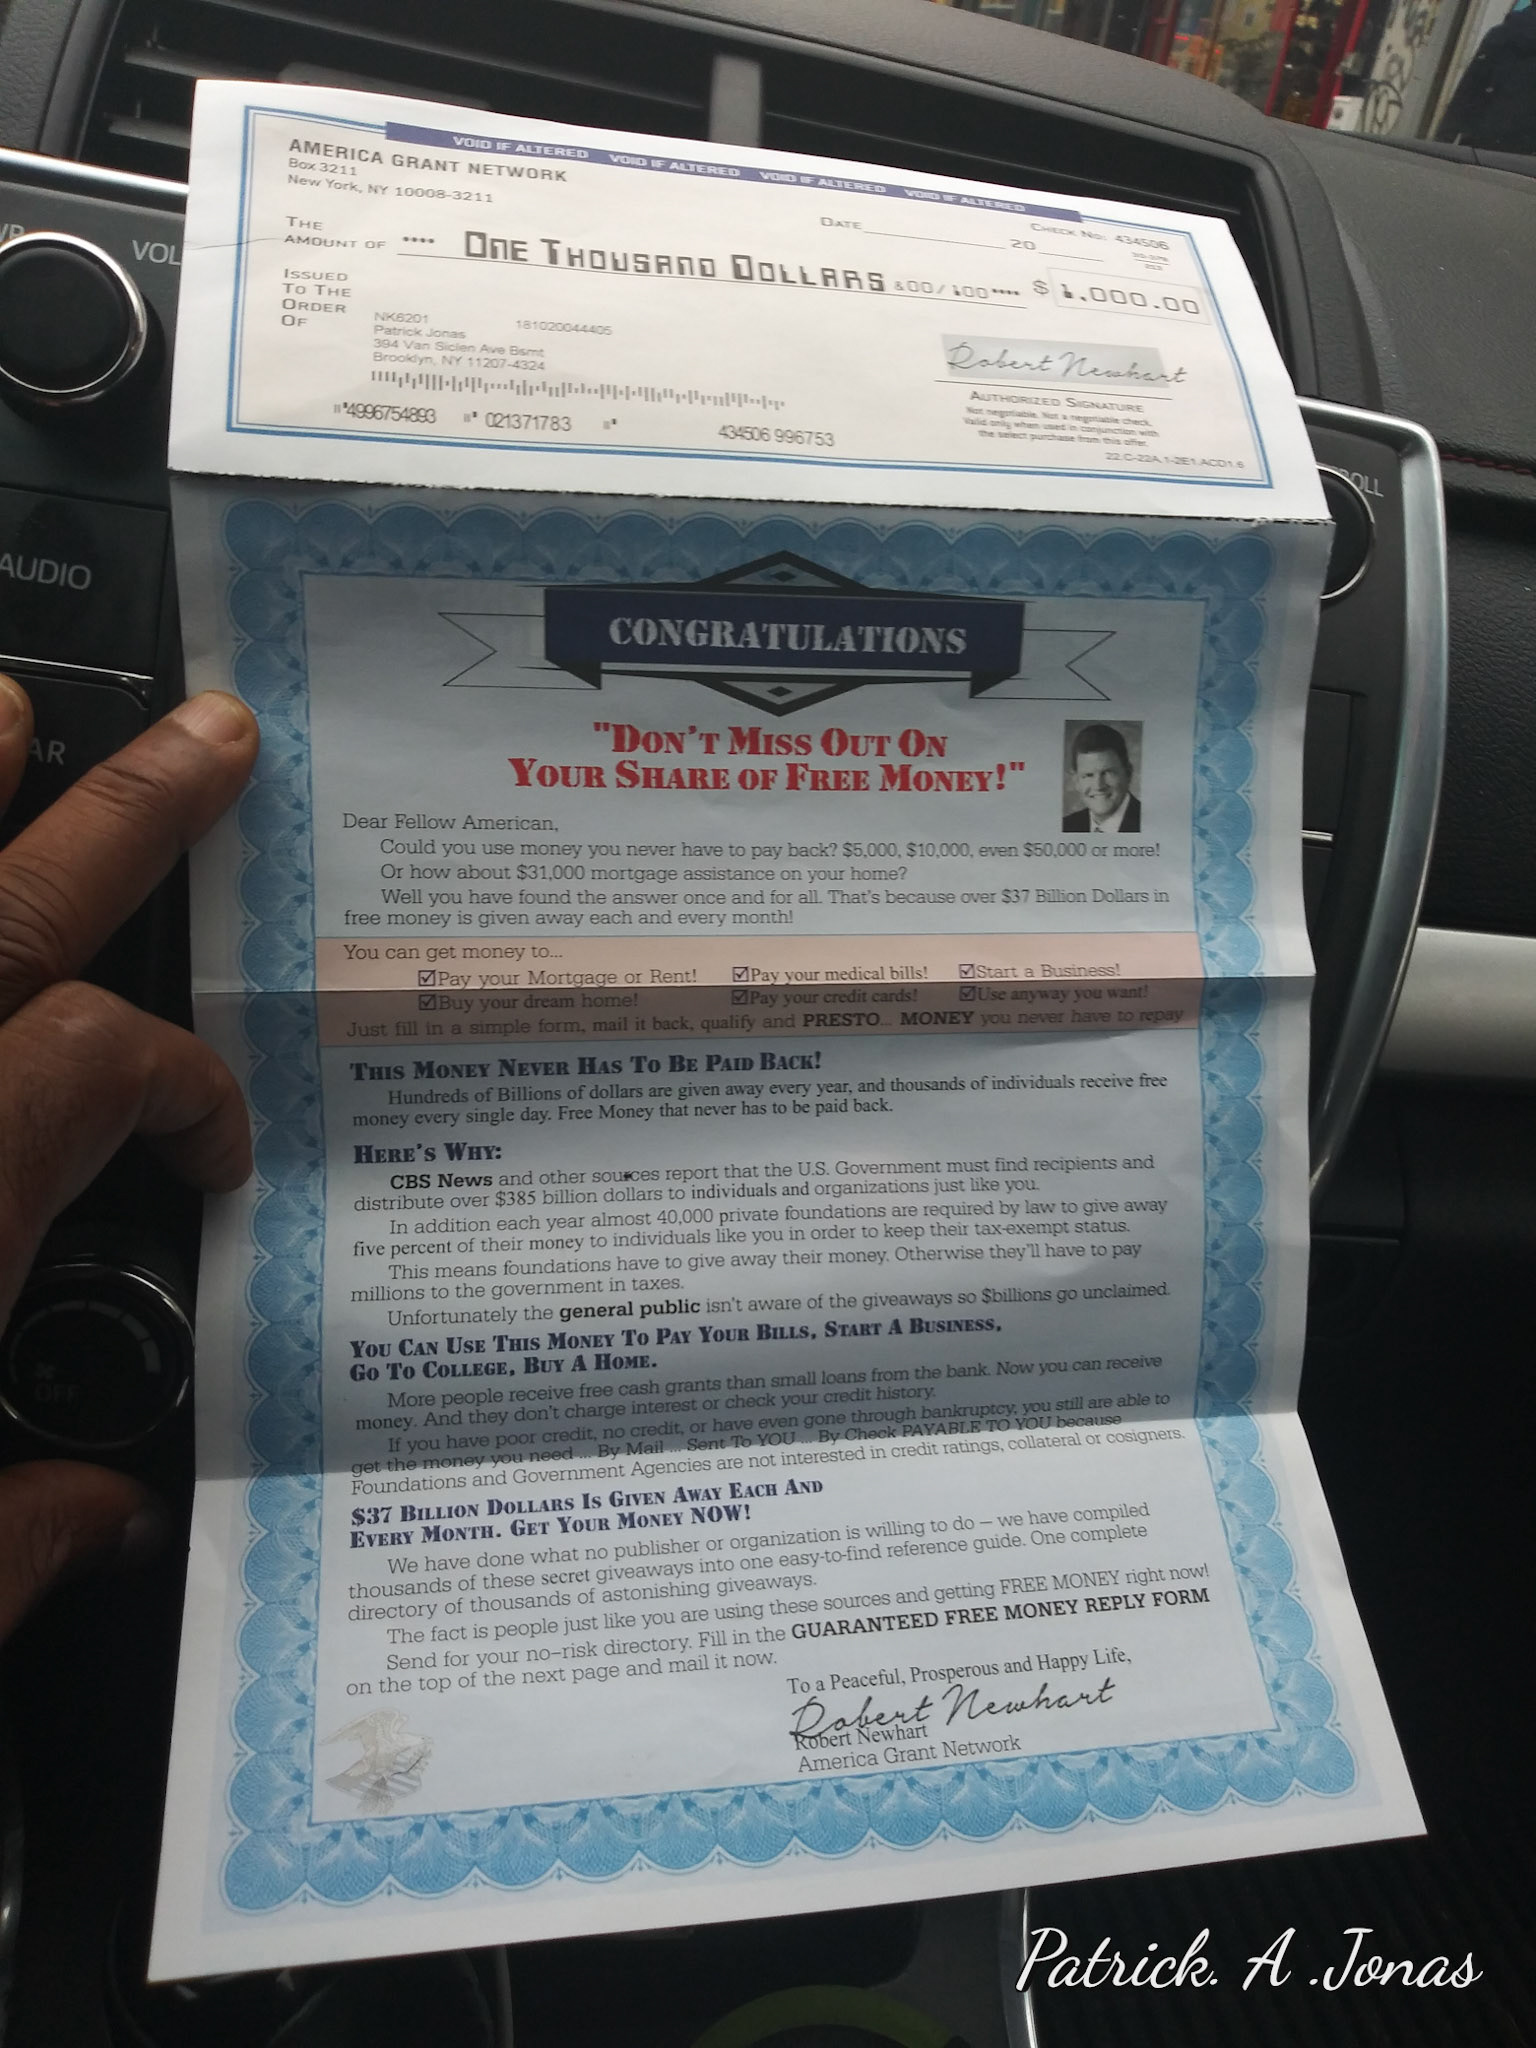 VOID IF ALTERED VOID IF ALTERED VOID IF ALTERED VOID IF ALTERED
AMERICA GRANT NETWORK
Box 3211
New York, NY 10008-3211
DATE 20 CHECK NO: 434506
THE
AMOUNT OF **** ONE THOUSAND DOLLARS &00/100**** $ 1,000.00
ISSUED
TO THE
ORDER
OF
NK6201 181020044405
Patrick Jonas
394 Van Siclen Ave Bsmt
Brooklyn, NY 11207-4324
Robert Newhart
AUTHORIZED SIGNATURE
Not negotiable. Not a negotiable check.
Valid only when used in conjunction with
the select purchase from this offer.
4996754893 021371783 434506 996753
22.C-22A.1-2E1.ACD1.6
CONGRATULATIONS
"DON'T MISS OUT ON
YOUR SHARE OF FREE MONEY!"
Dear Fellow American,
Could you use money you never have to pay back? $5,000, $10,000, even $50,000 or more!
Or how about $31,000 mortgage assistance on your home?
Well you have found the answer once and for all. That's because over $37 Billion Dollars in
free money is given away each and every month!
You can get money to...
☑Pay your Mortgage or Rent! ☑Pay your medical bills! ☑Start a Business!
☑Buy your dream home! ☑Pay your credit cards! ☑Use anyway you want!
Just fill in a simple form, mail it back, qualify and PRESTO... MONEY you never have to repay
THIS MONEY NEVER HAS TO BE PAID BACK!
Hundreds of Billions of dollars are given away every year, and thousands of individuals receive free
money every single day. Free Money that never has to be paid back.
HERE'S WHY:
CBS News and other sources report that the U.S. Government must find recipients and
distribute over $385 billion dollars to individuals and organizations just like you.
In addition each year almost 40,000 private foundations are required by law to give away
five percent of their money to individuals like you in order to keep their tax-exempt status.
This means foundations have to give away their money. Otherwise they'll have to pay
millions to the government in taxes.
Unfortunately the general public isn't aware of the giveaways so $billions go unclaimed.
YOU CAN USE THIS MONEY TO PAY YOUR BILLS, START A BUSINESS,
GO TO COLLEGE, BUY A HOME.
More people receive free cash grants than small loans from the bank. Now you can receive
money. And they don't charge interest or check your credit history.
If you have poor credit, no credit, or have even gone through bankruptcy, you still are able to
get the money you need ... By Mail ... Sent To YOU ... By Check PAYABLE TO YOU because
Foundations and Government Agencies are not interested in credit ratings, collateral or cosigners.
$37 BILLION DOLLARS IS GIVEN AWAY EACH AND
EVERY MONTH. GET YOUR MONEY NOW!
We have done what no publisher or organization is willing to do – we have compiled
thousands of these secret giveaways into one easy-to-find reference guide. One complete
directory of thousands of astonishing giveaways.
The fact is people just like you are using these sources and getting FREE MONEY right now!
Send for your no-risk directory. Fill in the GUARANTEED FREE MONEY REPLY FORM
on the top of the next page and mail it now.
To a Peaceful, Prosperous and Happy Life,
Robert Newhart
Robert Newhart
America Grant Network
VOL
AUDIO
OFF
Patrick. A .Jonas